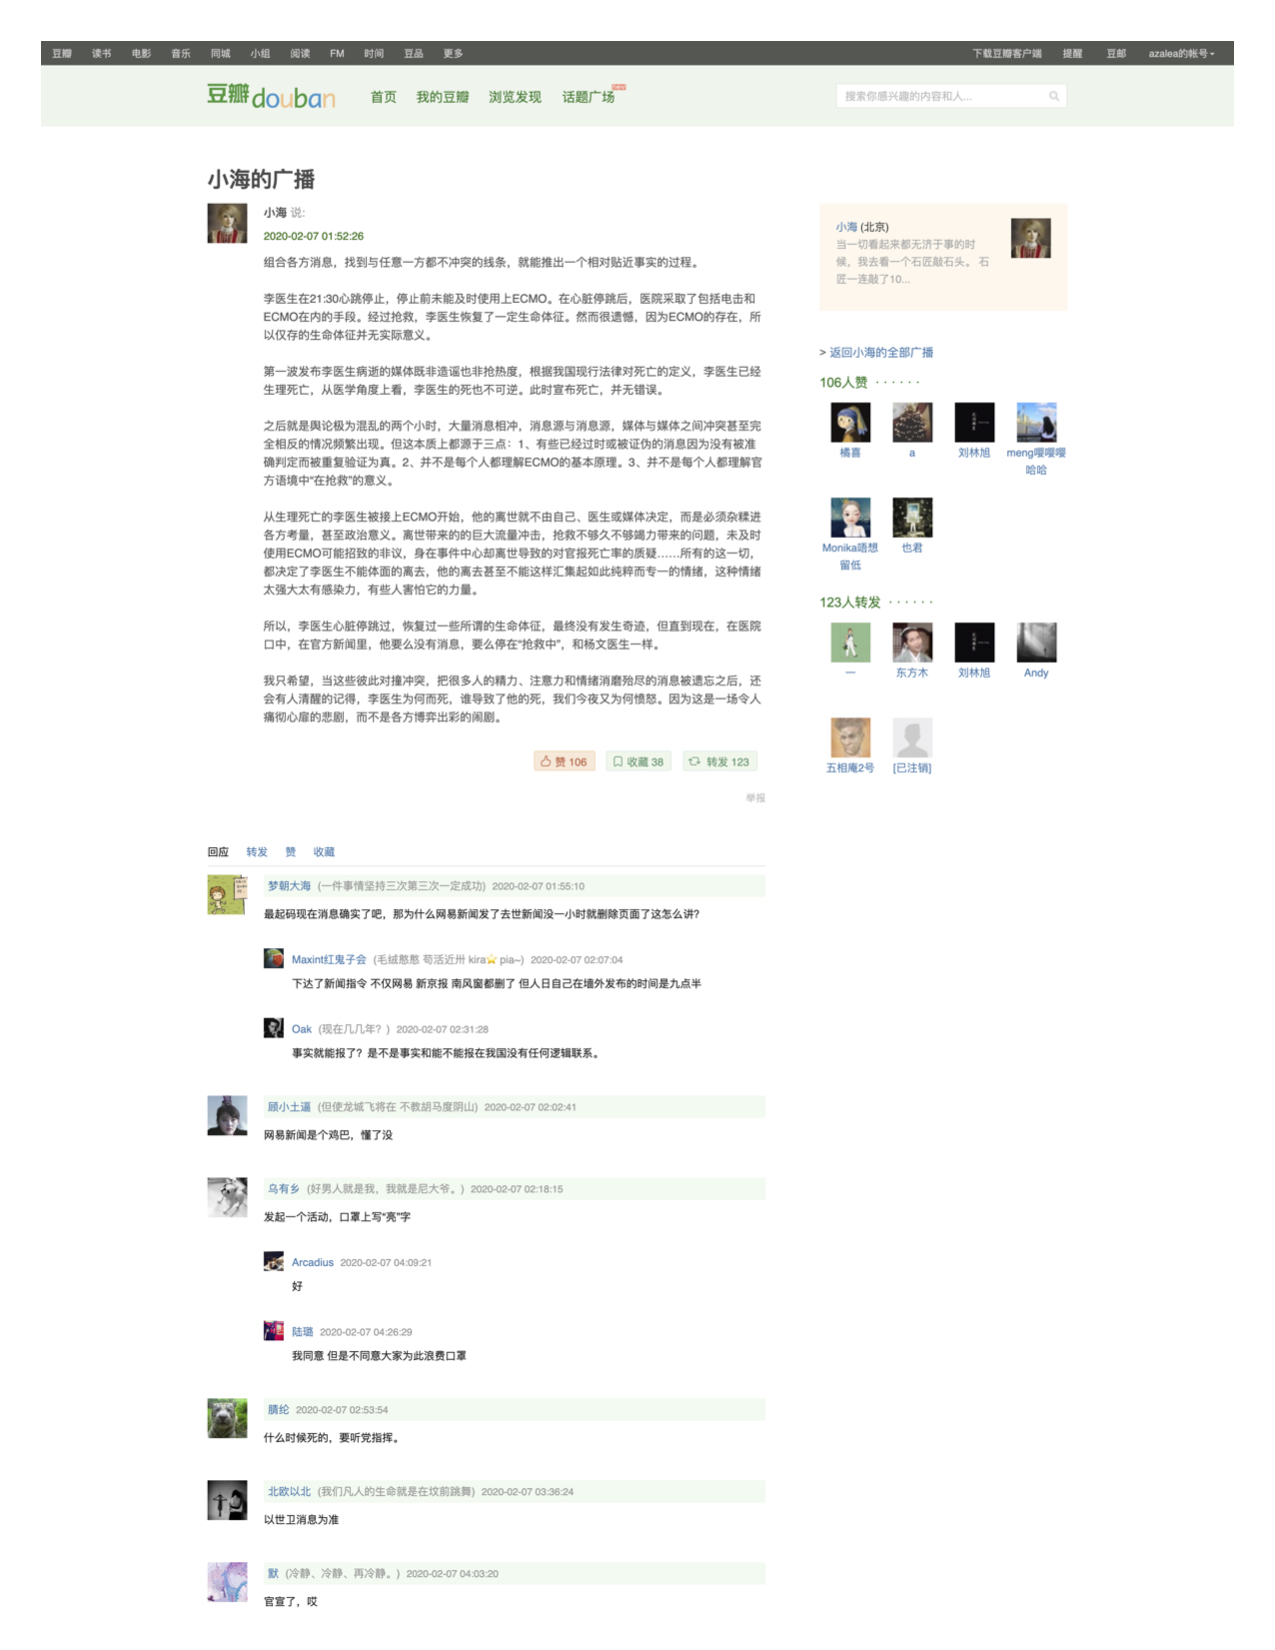 豆瓣 读书 电影 音乐 同城 小组 阅读 FM 时间 豆品 更多 下载豆瓣客户端 提醒 豆邮 azalea的帐号
豆瓣douban 首页 我的豆瓣 浏览发现 话题广场 搜索你感兴趣的内容和人...
小海的广播
小海 说:
2020-02-07 01:52:26
组合各方消息，找到与任意一方都不冲突的线条，就能推出一个相对贴近事实的过程。
李医生在21:30心跳停止，停止前未能及时使用上ECMO。在心脏停跳后，医院采取了包括电击和
ECMO在内的手段。经过抢救，李医生恢复了一定生命体征。然而很遗憾，因为ECMO的存在，所
以仅存的生命体征并无实际意义。
第一波发布李医生病逝的媒体既非造谣也非抢热度，根据我国现行法律对死亡的定义，李医生已经
生理死亡，从医学角度上看，李医生的死也不可逆。此时宣布死亡，并无错误。
之后就是舆论极为混乱的两个小时，大量消息相冲，消息源与消息源，媒体与媒体之间冲突甚至完
全相反的情况频繁出现。但这本质上都源于三点：1、有些已经过时或被证伪的消息因为没有被准
确判定而被重复验证为真。2、并不是每个人都理解ECMO的基本原理。3、并不是每个人都理解官
方语境中“在抢救”的意义。
从生理死亡的李医生被接上ECMO开始，他的离世就不由自己、医生或媒体决定，而是必须杂糅进
各方考量，甚至政治意义。离世带来的的巨大流量冲击，抢救不够久不够竭力带来的问题，未及时
使用ECMO可能招致的非议，身在事件中心却离世导致的对官报死亡率的质疑……所有的这一切，
都决定了李医生不能体面的离去，他的离去甚至不能这样汇集起如此纯粹而专一的情绪，这种情绪
太强大太有感染力，有些人害怕它的力量。
所以，李医生心脏停跳过，恢复过一些所谓的生命体征，最终没有发生奇迹，但直到现在，在医院
口中，在官方新闻里，他要么没有消息，要么停在“抢救中”，和杨文医生一样。
我只希望，当这些彼此对撞冲突，把很多人的精力、注意力和情绪消磨殆尽的消息被遗忘之后，还
会有人清醒的记得，李医生为何而死，谁导致了他的死，我们今夜又为何愤怒。因为这是一场令人
痛彻心扉的悲剧，而不是各方博弈出彩的闹剧。
赞 106 收藏 38 转发 123
举报
小海 (北京)
当一切看起来都无济于事的时
候，我去看一个石匠敲石头。 石
匠一连敲了10...
> 返回小海的全部广播
106人赞 · · · · · ·
橘喜 a 刘林旭 meng嘤嘤嘤
哈哈
Monika唔想 也君
留低
123人转发 · · · · · ·
一 东方木 刘林旭 Andy
五相庵2号 [已注销]
回应 转发 赞 收藏
梦朝大海 (一件事情坚持三次第三次一定成功) 2020-02-07 01:55:10
最起码现在消息确实了吧，那为什么网易新闻发了去世新闻没一小时就删除页面了这怎么讲？
Maxint红鬼子会 (毛绒憨憨 苟活近卅 kira⭐pia~) 2020-02-07 02:07:04
下达了新闻指令 不仅网易 新京报 南风窗都删了 但人日自己在墙外发布的时间是九点半
Oak (现在几几年？) 2020-02-07 02:31:28
事实就能报了？是不是事实和能不能报在我国没有任何逻辑联系。
顾小土逼 (但使龙城飞将在 不教胡马度阴山) 2020-02-07 02:02:41
网易新闻是个鸡巴，懂了没
乌有乡 (好男人就是我，我就是尼大爷。) 2020-02-07 02:18:15
发起一个活动，口罩上写“亮”字
Arcadius 2020-02-07 04:09:21
好
陆璐 2020-02-07 04:26:29
我同意 但是不同意大家为此浪费口罩
腈纶 2020-02-07 02:53:54
什么时候死的，要听党指挥。
北欧以北 (我们凡人的生命就是在坟前跳舞) 2020-02-07 03:36:24
以世卫消息为准
默 (冷静、冷静、再冷静。) 2020-02-07 04:03:20
官宣了，哎